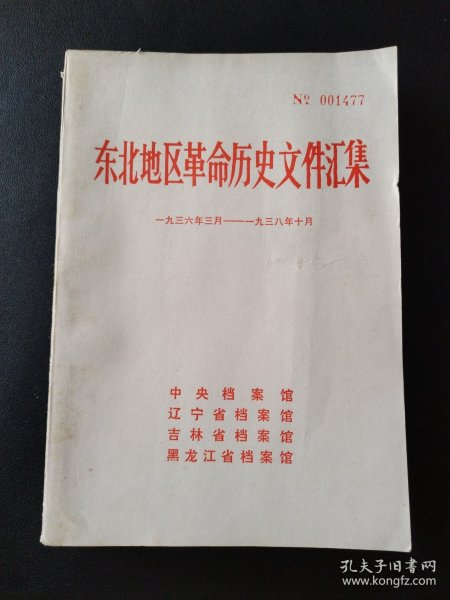 No. 001477
东北地区革命历史文件汇集
一九三六年三月——一九三八年十月
中央档案馆
辽宁省档案馆
吉林省档案馆
黑龙江省档案馆
孔夫子旧书网
www.kongfz.com